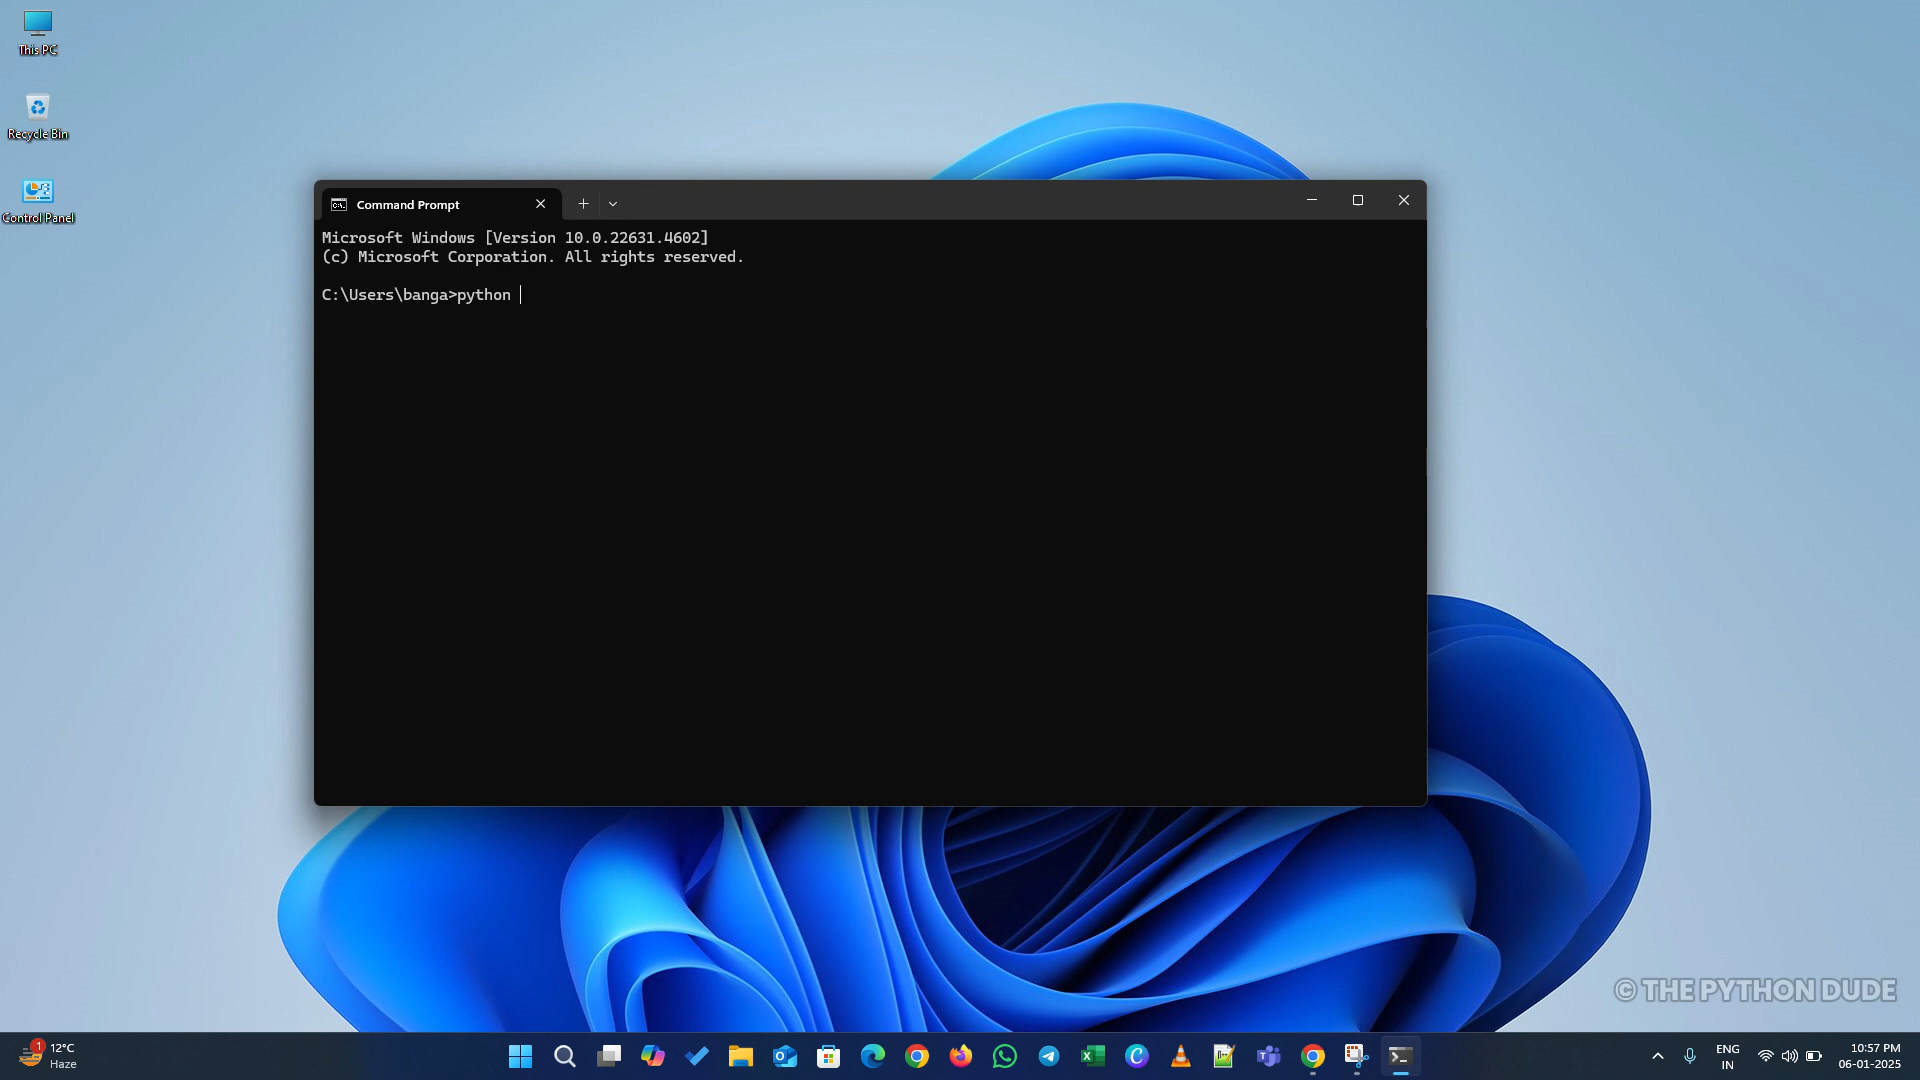 This PC
Recycle Bin
Control Panel
Command Prompt
Microsoft Windows [Version 10.0.22631.4602]
(c) Microsoft Corporation. All rights reserved.
C:\Users\banga>python
© THE PYTHON DUDE
1
12°C
Haze
ENG
IN
10:57 PM
06-01-2025